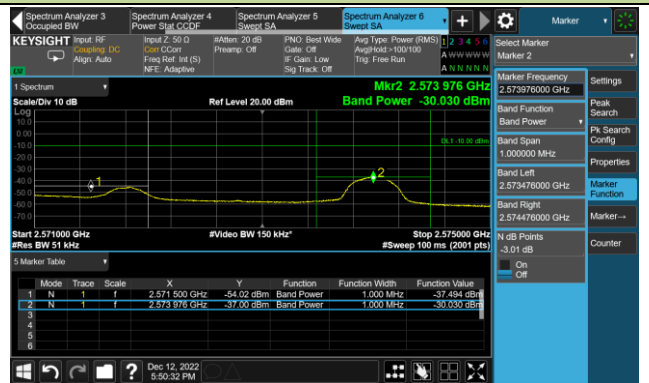 Spectrum Analyzer 3
Occupied BW
Spectrum Analyzer 4
Power Stat CCDF
Spectrum Analyzer 5
Swept SA
Spectrum Analyzer 6
Swept SA
Marker
KEYSIGHT
Input: RF
Coupling: DC
Align: Auto
Input Z: 50 Ω
Corr CCorr
Freq Ref: Int (S)
NFE: Adaptive
#Atten: 20 dB
Preamp: Off
PNO: Best Wide
Gate: Off
IF Gain: Low
Sig Track: Off
Avg Type: Power (RMS)
Avg|Hold:>100/100
Trig: Free Run
1 2 3 4 5 6
A W W W W W
A N N N N N
LV
Select Marker
Marker 2
1 Spectrum
Mkr2 2.573 976 GHz
Scale/Div 10 dB
Ref Level 20.00 dBm
Band Power -30.030 dBm
Log
10.0
0.00
-10.0
-20.0
-30.0
-40.0
-50.0
-60.0
-70.0
DL1 -10.00 dBm
1
2
Start 2.571000 GHz
#Video BW 150 kHz*
Stop 2.575000 GHz
#Res BW 51 kHz
#Sweep 100 ms (2001 pts)
5 Marker Table
Mode Trace Scale X Y Function Function Width Function Value
1 N 1 f 2.571 500 GHz -54.02 dBm Band Power 1.000 MHz -37.494 dBm
2 N 1 f 2.573 976 GHz -37.00 dBm Band Power 1.000 MHz -30.030 dBm
3
4
5
6
Marker Frequency
2.573976000 GHz
Band Function
Band Power
Band Span
1.000000 MHz
Band Left
2.573476000 GHz
Band Right
2.574476000 GHz
N dB Points
-3.01 dB
On
Off
Settings
Peak
Search
Pk Search
Config
Properties
Marker
Function
Marker→
Counter
?
Dec 12, 2022
5:50:32 PM